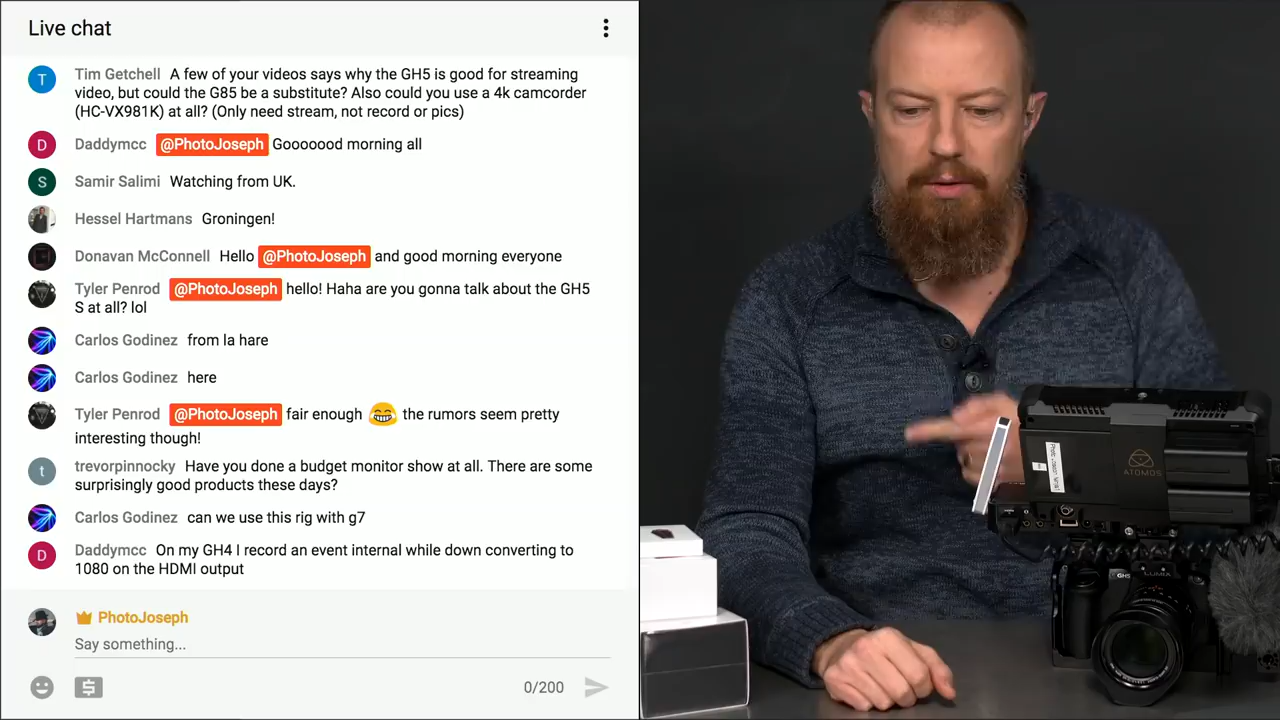 Live chat
T
Tim Getchell A few of your videos says why the GH5 is good for streaming
video, but could the G85 be a substitute? Also could you use a 4k camcorder
(HC-VX981K) at all? (Only need stream, not record or pics)
D
Daddymcc @PhotoJoseph Gooooood morning all
S
Samir Salimi Watching from UK.
Hessel Hartmans Groningen!
Donavan McConnell Hello @PhotoJoseph and good morning everyone
Tyler Penrod @PhotoJoseph hello! Haha are you gonna talk about the GH5
S at all? lol
Carlos Godinez from la hare
Carlos Godinez here
Tyler Penrod @PhotoJoseph fair enough 😂 the rumors seem pretty
interesting though!
t
trevorpinnocky Have you done a budget monitor show at all. There are some
surprisingly good products these days?
Carlos Godinez can we use this rig with g7
D
Daddymcc On my GH4 I record an event internal while down converting to
1080 on the HDMI output
PhotoJoseph
Say something...
0/200
ATOMOS
GH5
LUMIX